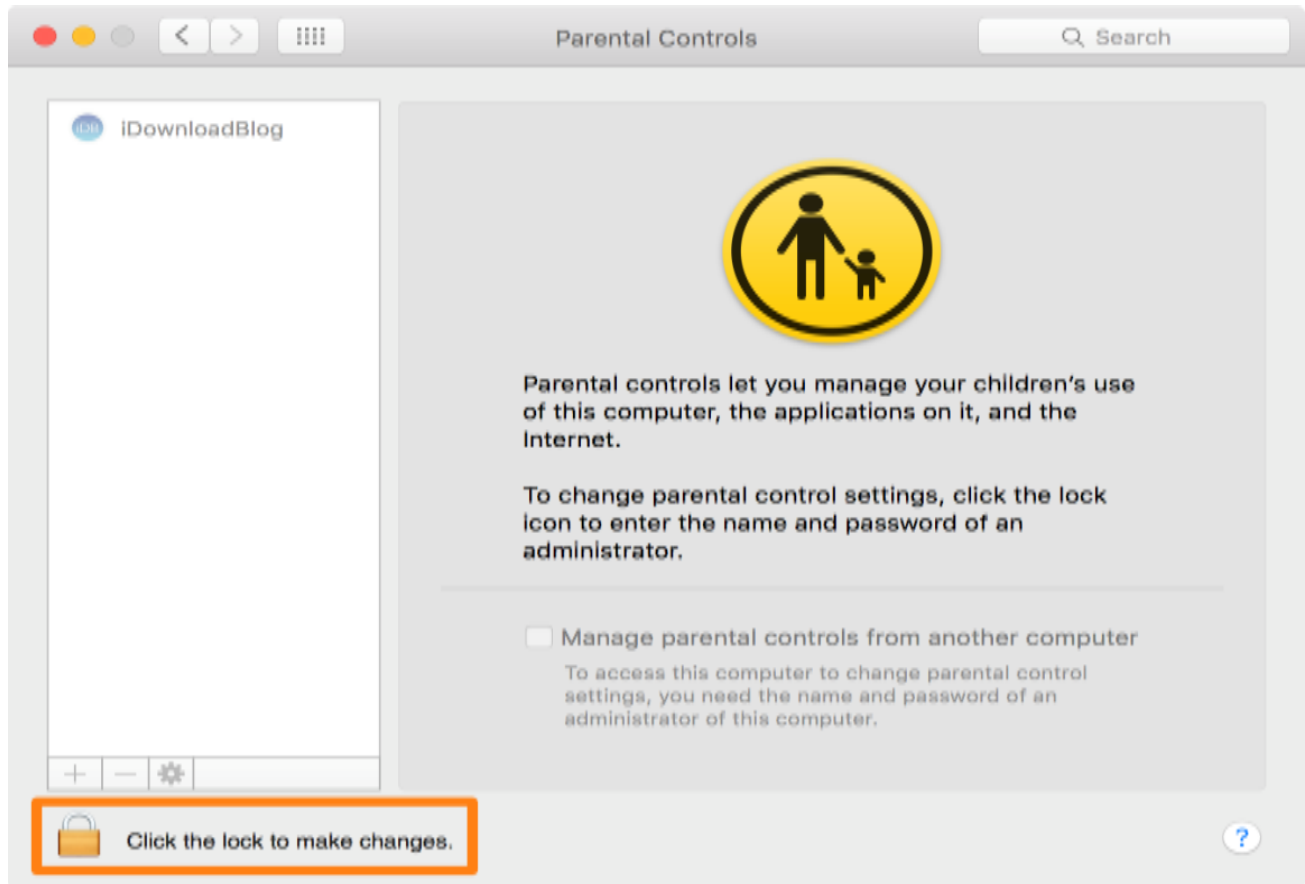 Parental Controls
Search
iDB
iDownloadBlog
Parental controls let you manage your children's use
of this computer, the applications on it, and the
Internet.
To change parental control settings, click the lock
icon to enter the name and password of an
administrator.
Manage parental controls from another computer
To access this computer to change parental control
settings, you need the name and password of an
administrator of this computer.
Click the lock to make changes.
?